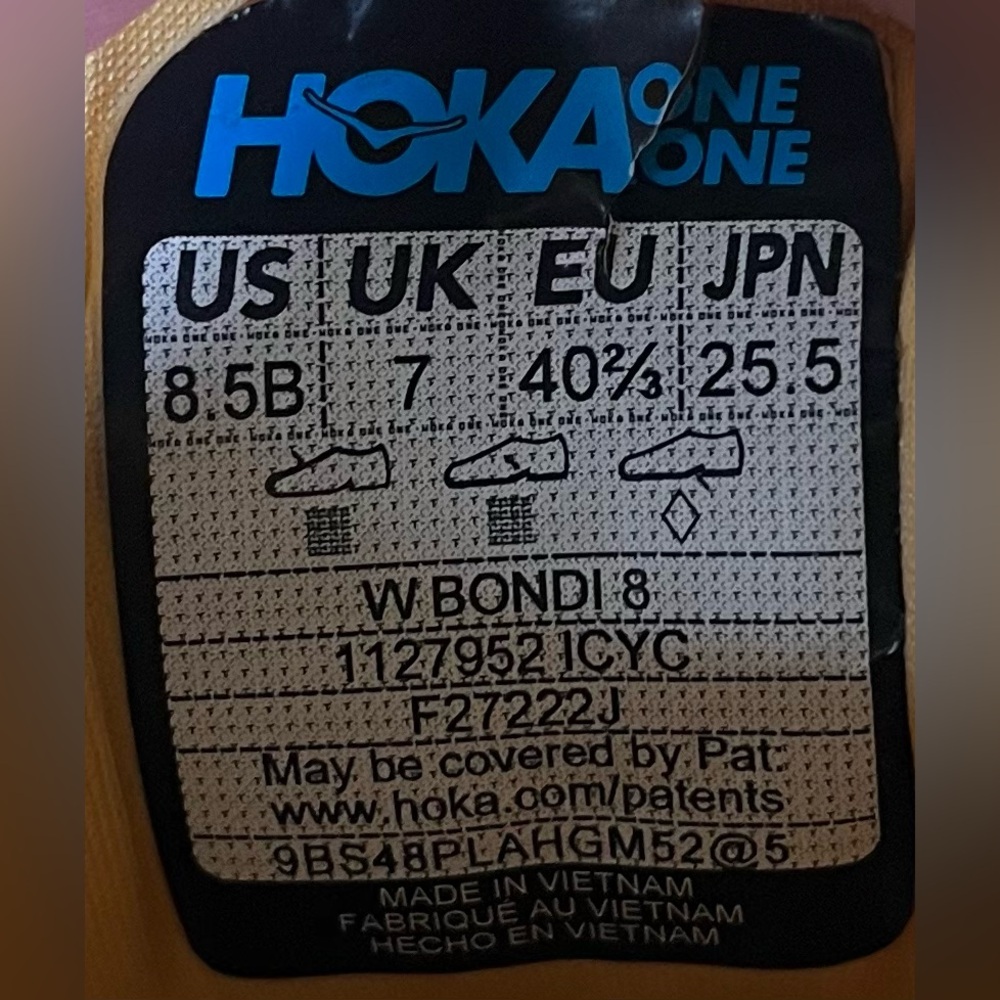 HOKA ONE ONE
US UK EU JPN
8.5B 7 40⅔ 25.5
W BONDI 8
1127952 ICYC
F27222J
May be covered by Pat:
www.hoka.com/patents
9BS48PLAHGM52@5
MADE IN VIETNAM
FABRIQUÉ AU VIETNAM
HECHO EN VIETNAM